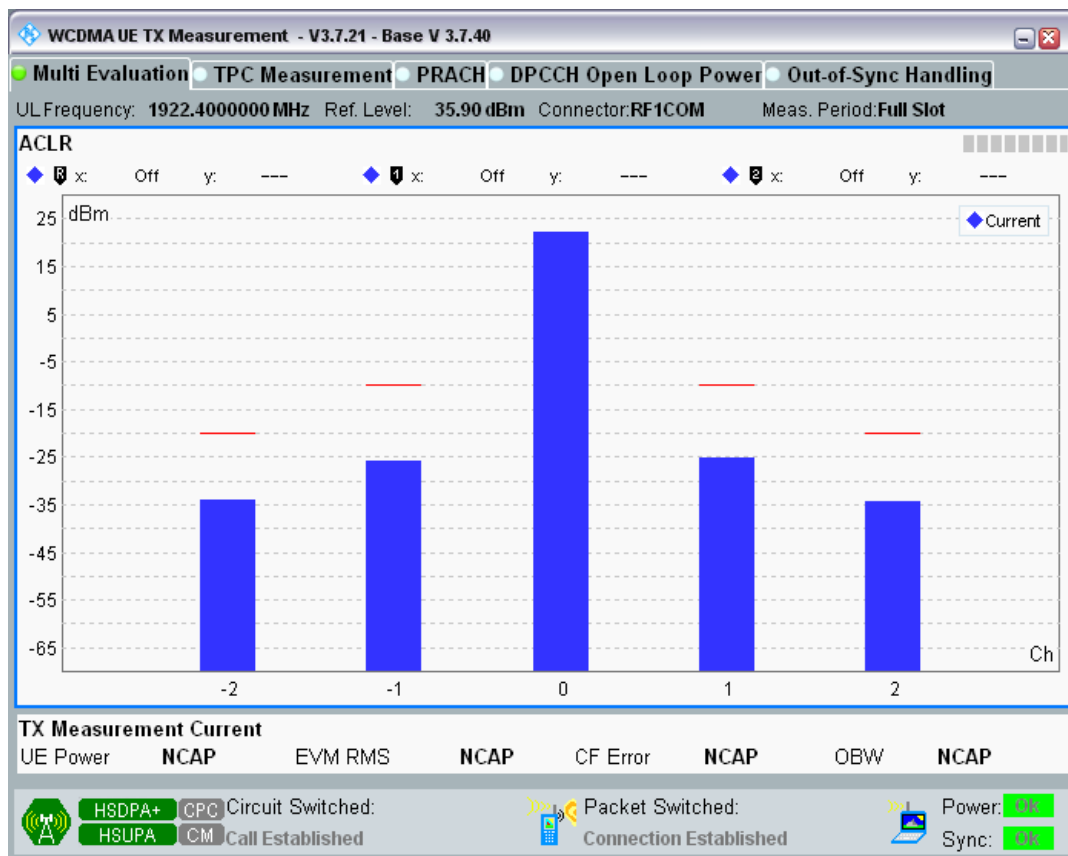 WCDMA UE TX Measurement - V3.7.21 - Base V 3.7.40
Multi Evaluation TPC Measurement PRACH DPCCH Open Loop Power Out-of-Sync Handling
UL Frequency: 1922.4000000 MHz Ref. Level: 35.90 dBm Connector:RF1COM Meas. Period:Full Slot
ACLR
R x: Off y: --- 1 x: Off y: --- 2 x: Off y: ---
dBm
Current
25
15
5
-5
-15
-25
-35
-45
-55
-65
Ch
-2 -1 0 1 2
TX Measurement Current
UE Power NCAP EVM RMS NCAP CF Error NCAP OBW NCAP
HSDPA+ CPC Circuit Switched: Packet Switched: Power: OK
HSUPA CM Call Established Connection Established Sync: OK